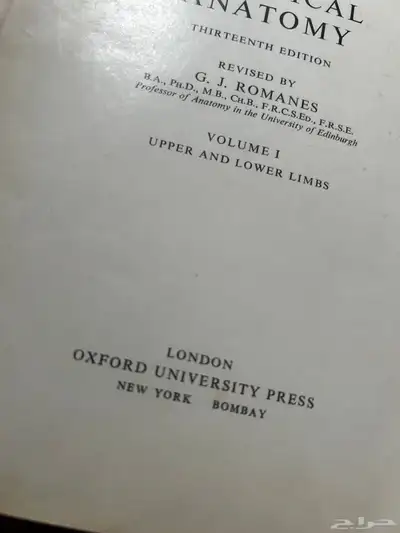 ANATOMY
THIRTEENTH EDITION
REVISED BY
G. J. ROMANES
B.A., PH.D., M.B., CH.B., F.R.C.S.ED., F.R.S.E.
Professor of Anatomy in the University of Edinburgh
VOLUME I
UPPER AND LOWER LIMBS
LONDON
OXFORD UNIVERSITY PRESS
NEW YORK BOMBAY
حراج